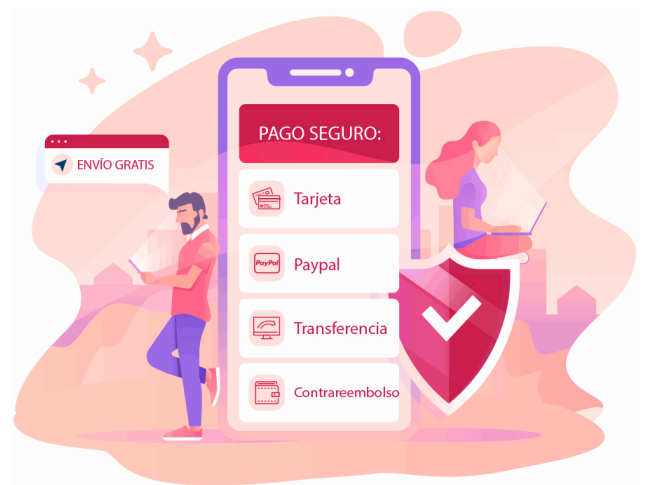 PAGO SEGURO:
ENVÍO GRATIS
Tarjeta
PayPal
Paypal
Transferencia
Contrareembolso